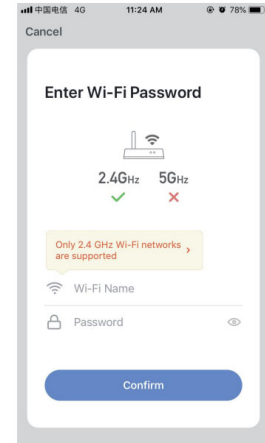 中国电信 4G 11:24 AM 78%
Cancel
Enter Wi-Fi Password
2.4GHz 5GHz
Only 2.4 GHz Wi-Fi networks
are supported
Wi-Fi Name
Password
Confirm